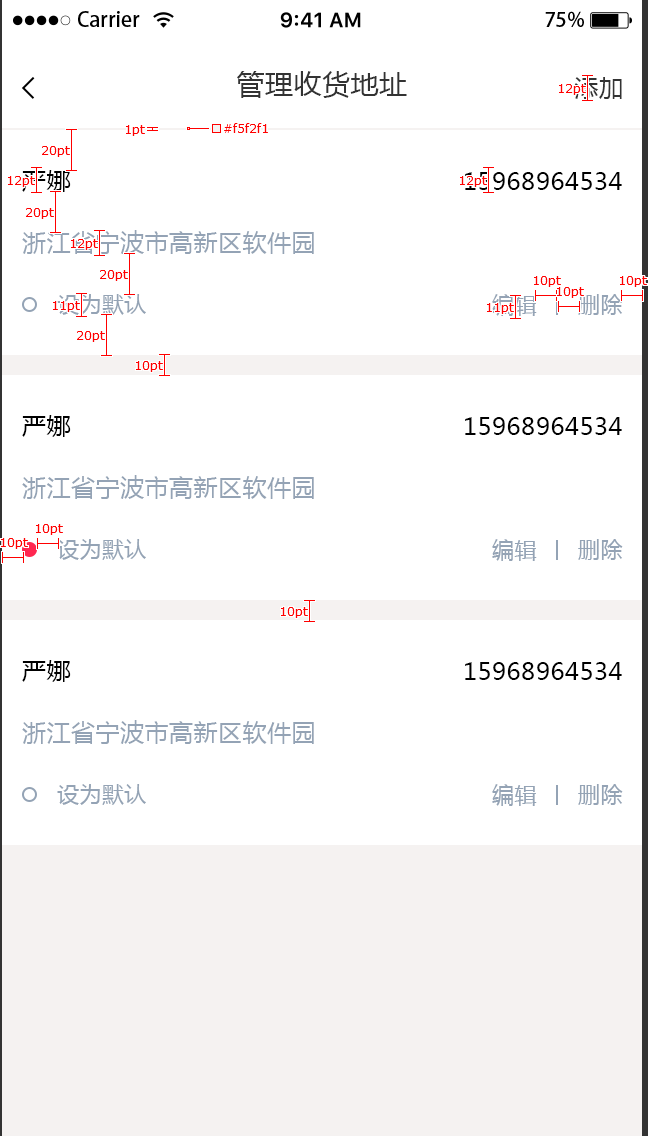 ●●●●○ Carrier 9:41 AM 75%
管理收货地址 添加
12pt
1pt #f5f2f1
20pt
严娜 15968964534
12pt 12pt
20pt
浙江省宁波市高新区软件园
12pt
20pt
10pt 10pt
10pt
设为默认 编辑 | 删除
11pt 11pt
20pt
10pt
严娜 15968964534
浙江省宁波市高新区软件园
10pt
10pt
设为默认 编辑 | 删除
10pt
严娜 15968964534
浙江省宁波市高新区软件园
设为默认 编辑 | 删除